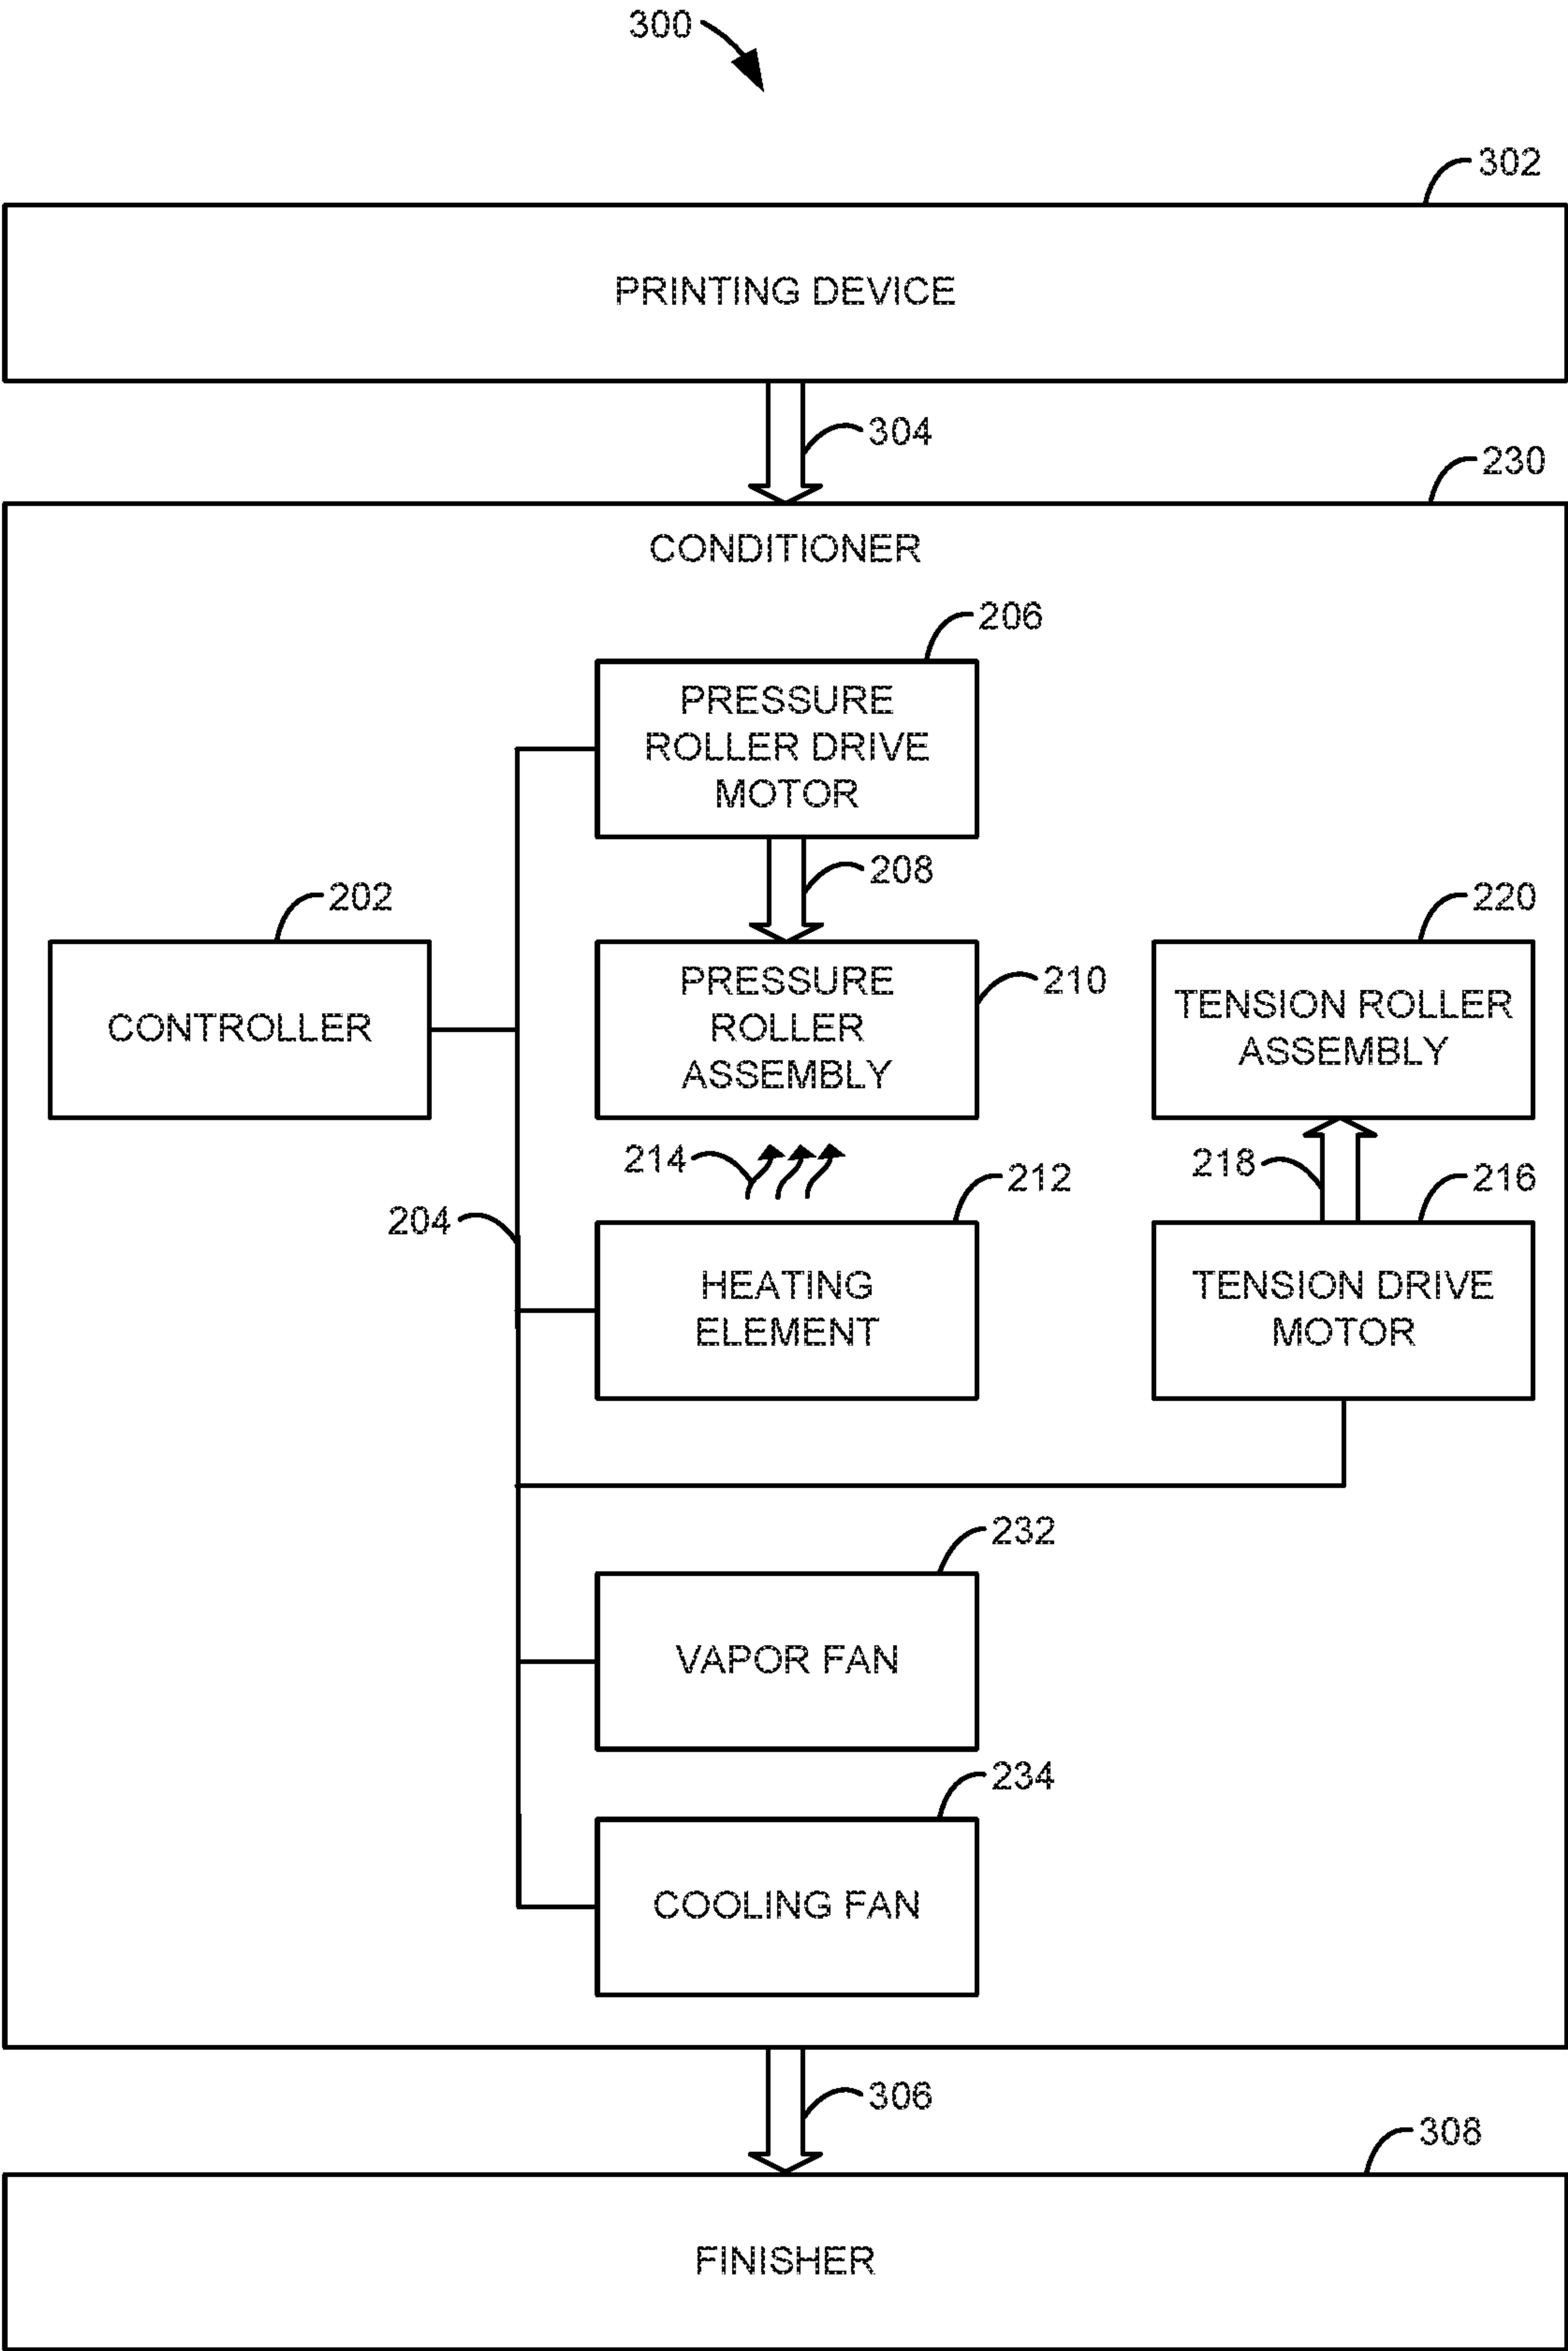 300
302
PRINTING DEVICE
304
230
CONDITIONER
206
PRESSURE
ROLLER DRIVE
MOTOR
208
202
220
CONTROLLER
PRESSURE
ROLLER
ASSEMBLY
210
TENSION ROLLER
ASSEMBLY
214
212
218
216
204
HEATING
ELEMENT
TENSION DRIVE
MOTOR
232
VAPOR FAN
234
COOLING FAN
306
308
FINISHER